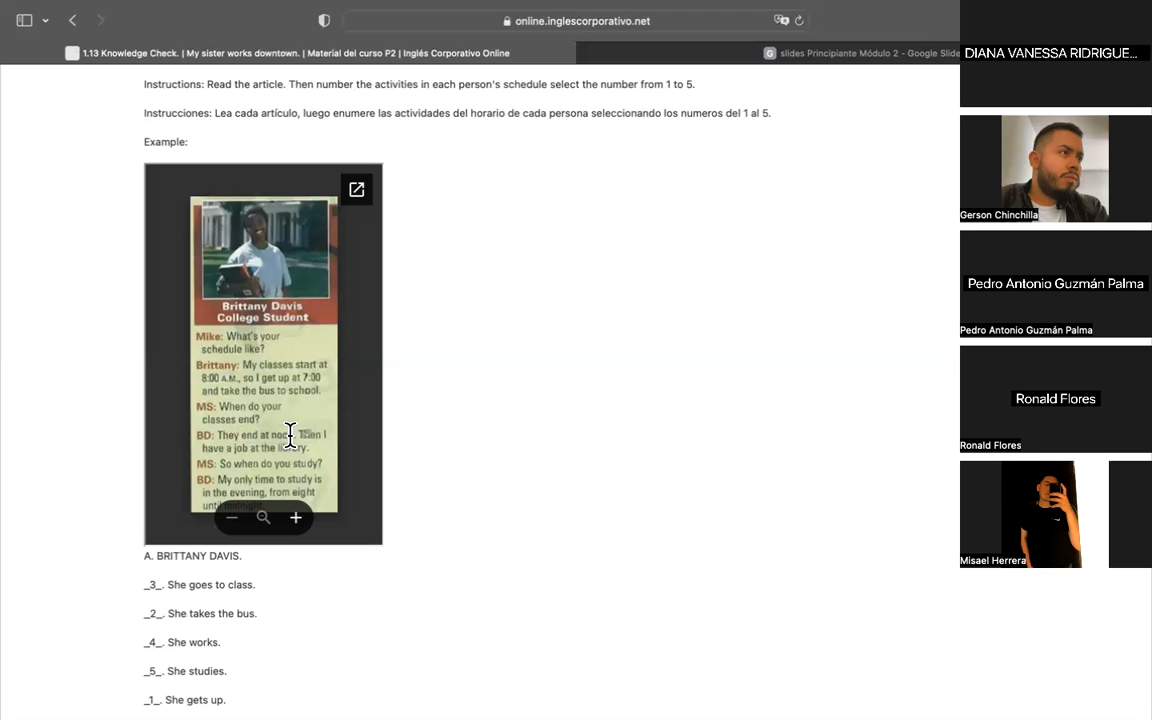 online.inglescorporativo.net
1.13 Knowledge Check. | My sister works downtown. | Material del curso P2 | Inglés Corporativo Online
slides Principiante Módulo 2 - Google Slide
Instructions: Read the article. Then number the activities in each person's schedule select the number from 1 to 5.
Instrucciones: Lea cada artículo, luego enumere las actividades del horario de cada persona seleccionando los numeros del 1 al 5.
Example:
Brittany Davis
College Student
Mike: What's your
schedule like?
Brittany: My classes start at
8:00 A.M., so I get up at 7:00
and take the bus to school.
MS: When do your
classes end?
BD: They end at noon. Then I
have a job at the library.
MS: So when do you study?
BD: My only time to study is
in the evening, from eight
until midnight.
A. BRITTANY DAVIS.
_3_. She goes to class.
_2_. She takes the bus.
_4_. She works.
_5_. She studies.
_1_. She gets up.
DIANA VANESSA RIDRIGUE...
Gerson Chinchilla
Pedro Antonio Guzmán Palma
Pedro Antonio Guzmán Palma
Ronald Flores
Ronald Flores
Misael Herrera